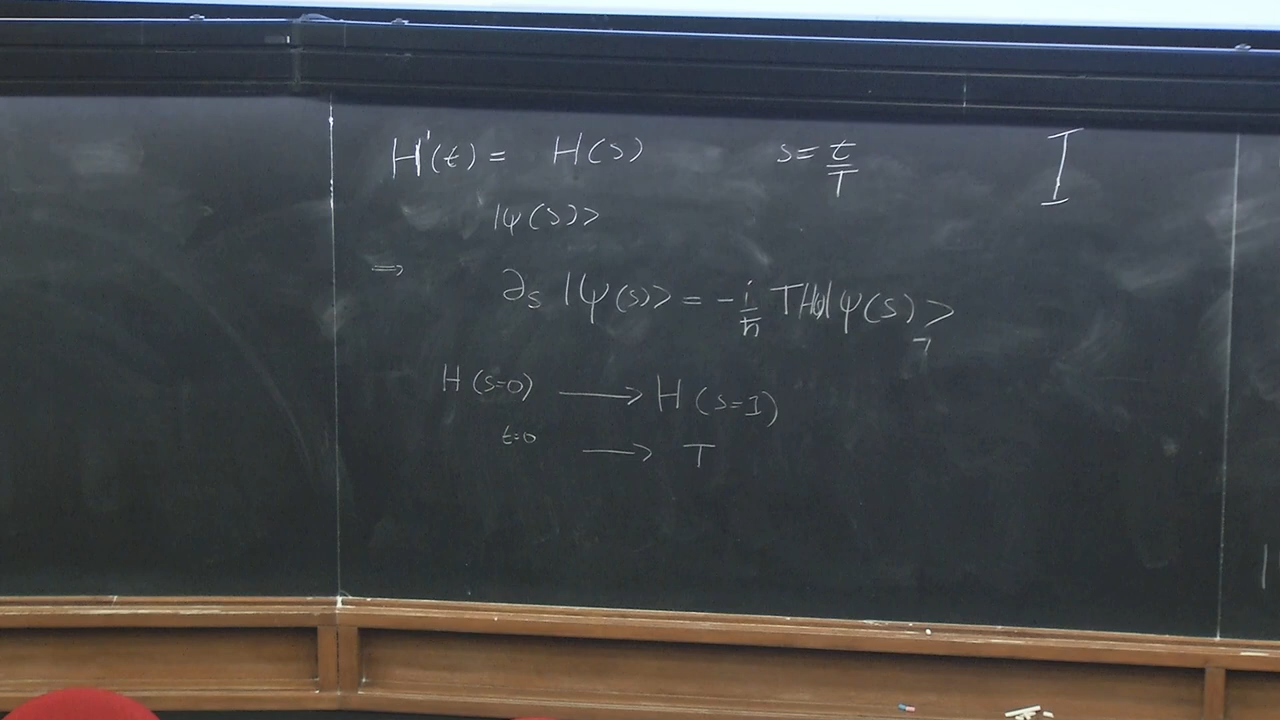 H'(t) = H(s) s = t/T I
|ψ(s)>
⇒ ∂s |ψ(s)> = - i/ħ T H(s)|ψ(s)>
H(s=0) ⟶ H(s=1)
t=0 ⟶ T